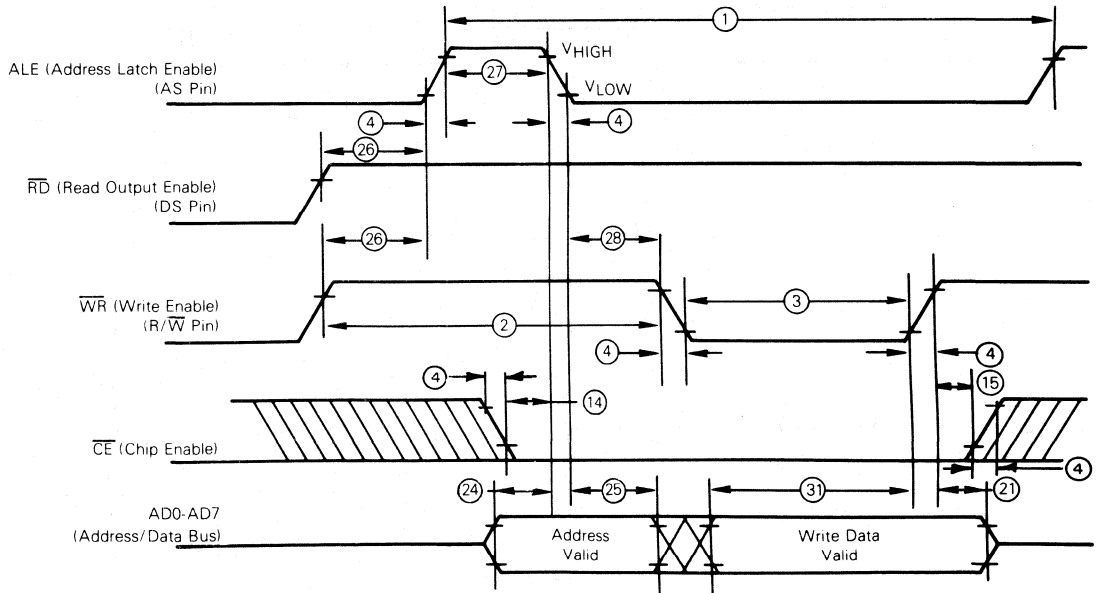 1
ALE (Address Latch Enable)
(AS Pin)
VHIGH
27
VLOW
4
4
26
RD (Read Output Enable)
(DS Pin)
26
28
WR (Write Enable)
(R/W Pin)
3
2
4
4
4
15
14
CE (Chip Enable)
4
24
25
31
21
AD0-AD7
(Address/Data Bus)
Address
Valid
Write Data
Valid